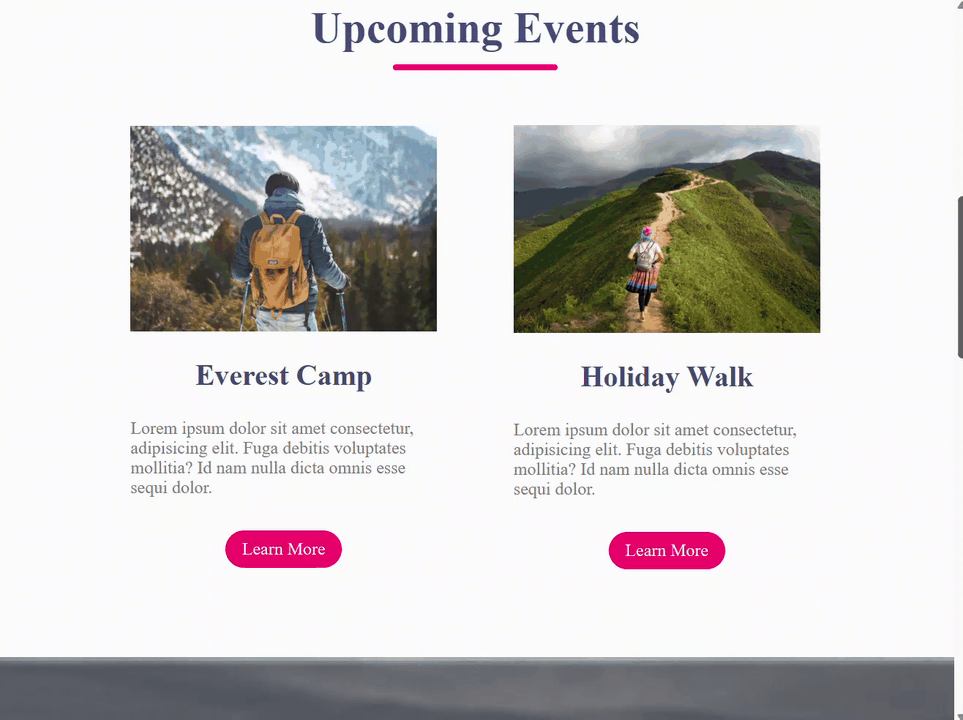 Upcoming Events
Everest Camp
Lorem ipsum dolor sit amet consectetur,
adipisicing elit. Fuga debitis voluptates
mollitia? Id nam nulla dicta omnis esse
sequi dolor.
Learn More
Holiday Walk
Lorem ipsum dolor sit amet consectetur,
adipisicing elit. Fuga debitis voluptates
mollitia? Id nam nulla dicta omnis esse
sequi dolor.
Learn More